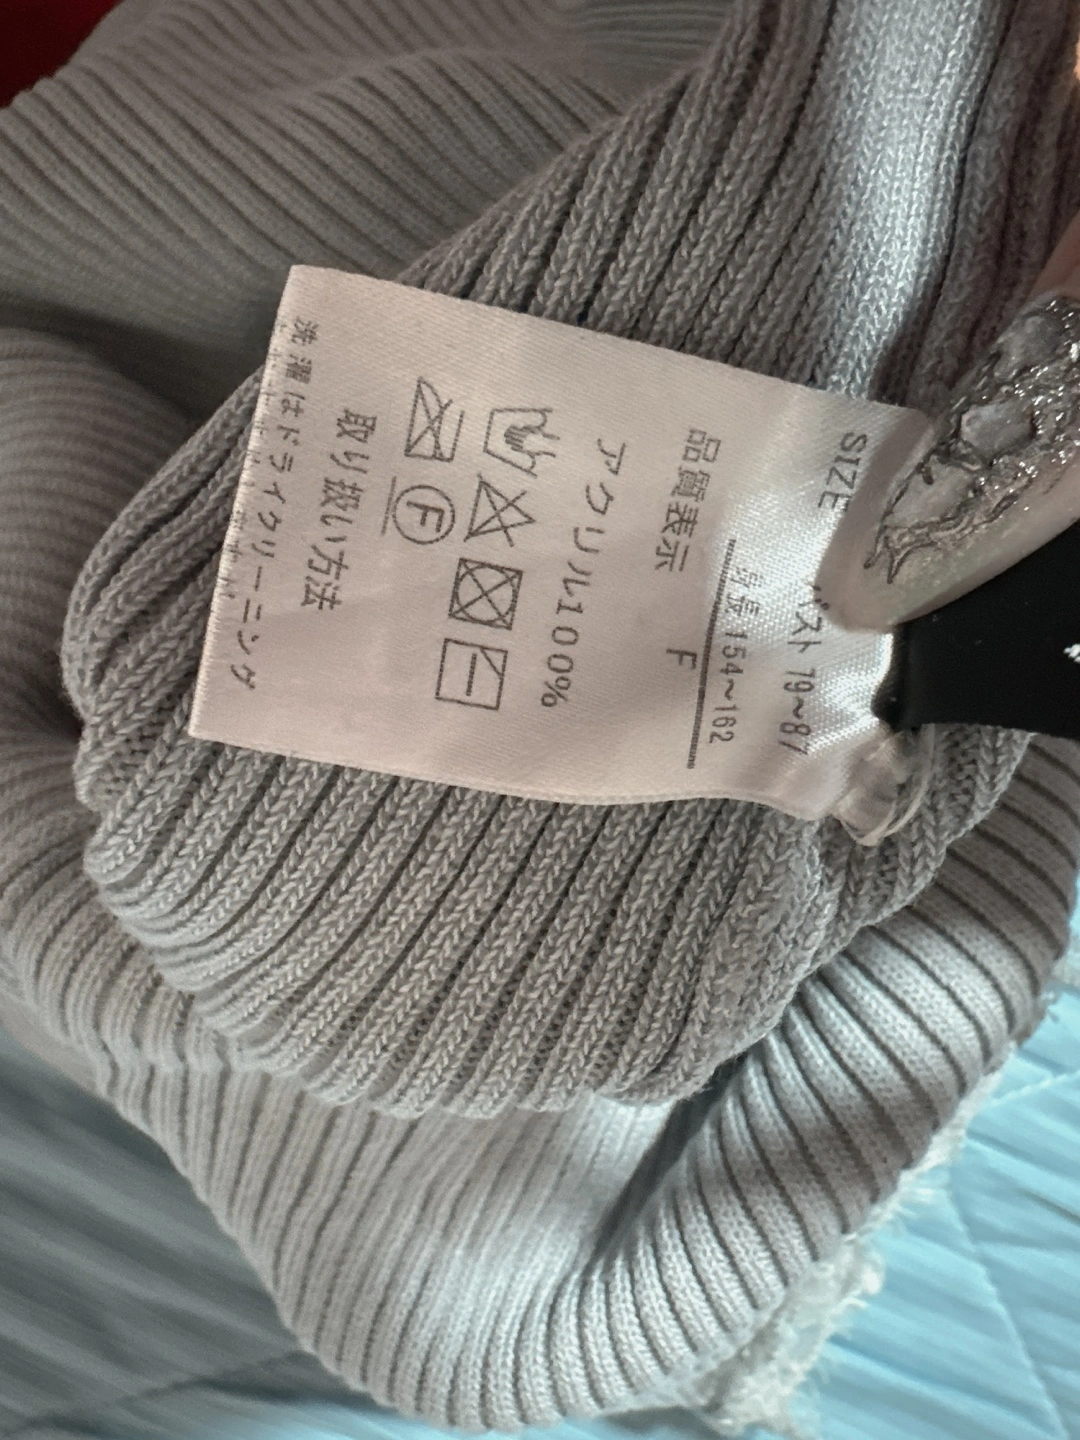 SIZE
バスト 79~87
身長 154~162
F
品質表示
アクリル100%
F
取り扱い方法
洗濯はドライクリーニング